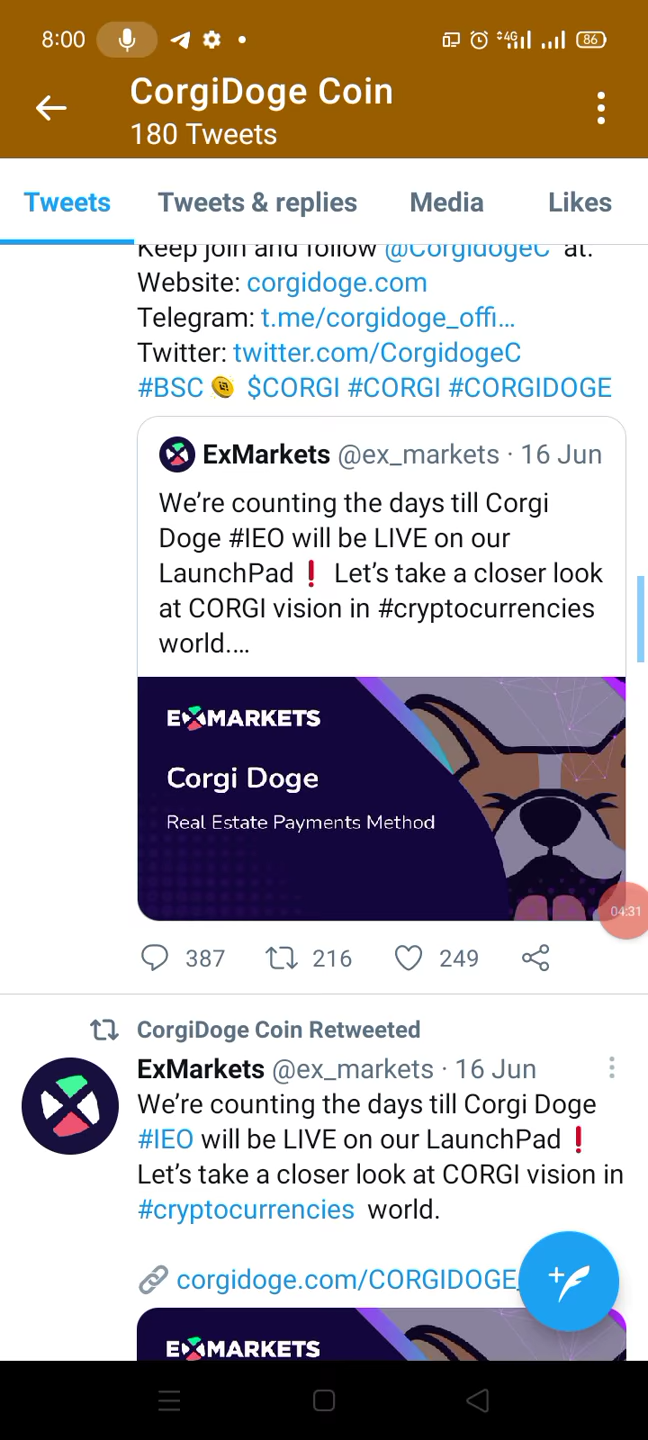 8:00
4G
86
CorgiDoge Coin
180 Tweets
Tweets
Tweets & replies
Media
Likes
Keep join and follow @CorgidogeC at:
Website: corgidoge.com
Telegram: t.me/corgidoge_offi...
Twitter: twitter.com/CorgidogeC
#BSC $CORGI #CORGI #CORGIDOGE
ExMarkets @ex_markets · 16 Jun
We’re counting the days till Corgi
Doge #IEO will be LIVE on our
LaunchPad❗ Let’s take a closer look
at CORGI vision in #cryptocurrencies
world....
EXMARKETS
Corgi Doge
Real Estate Payments Method
04:31
387
216
249
CorgiDoge Coin Retweeted
ExMarkets @ex_markets · 16 Jun
We’re counting the days till Corgi Doge
#IEO will be LIVE on our LaunchPad❗
Let’s take a closer look at CORGI vision in
#cryptocurrencies world.
corgidoge.com/CORGIDOGE_
EXMARKETS